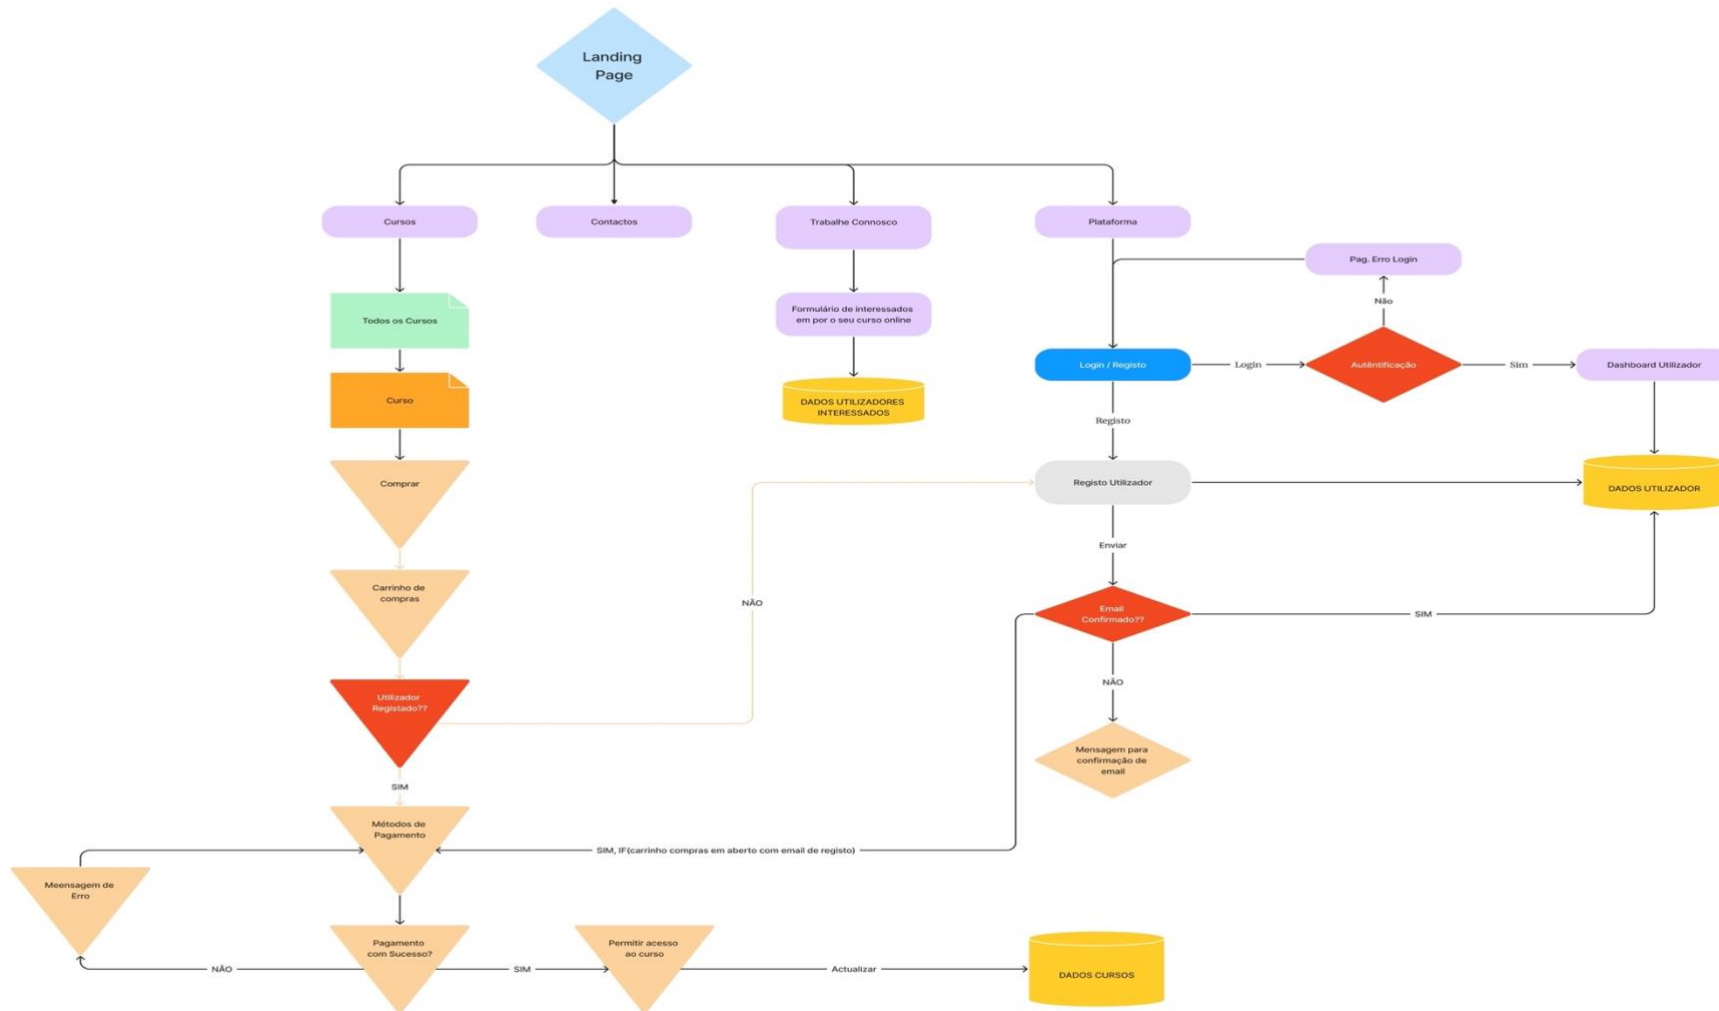 Landing
Page
Cursos
Contactos
Trabalhe Connosco
Plataforma
Pag. Erro Login
Não
Todos os Cursos
Formulário de interessados
em por o seu curso online
Login / Registo
Login
Autêntificação
Sim
Dashboard Utilizador
Curso
DADOS UTILIZADORES
INTERESSADOS
Registo
Comprar
Registo Utilizador
DADOS UTILIZADOR
Enviar
Carrinho de
compras
NÃO
Email
Confirmado??
SIM
Utilizador
Registado??
NÃO
Mensagem para
confirmação de
email
SIM
Métodos de
Pagamento
SIM, IF(carrinho compras em aberto com email de registo)
Meensagem de
Erro
Pagamento
com Sucesso?
Permitir acesso
ao curso
NÃO
SIM
Actualizar
DADOS CURSOS